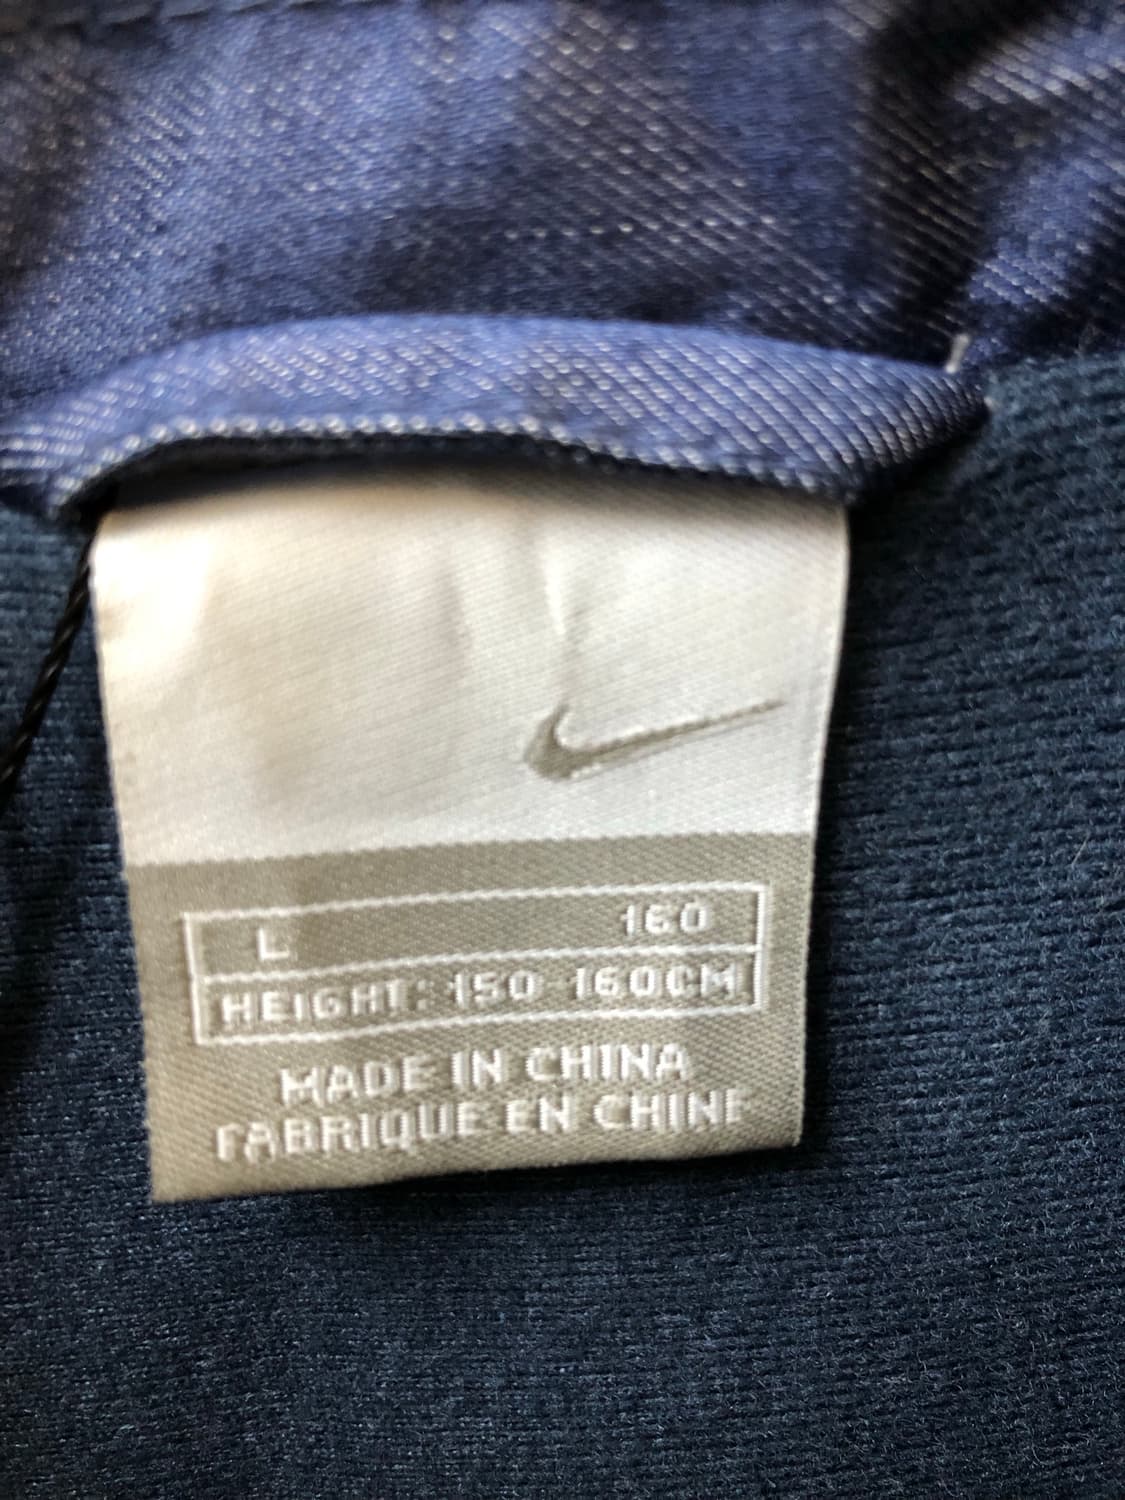 L 160
HEIGHT: 150-160CM
MADE IN CHINA
FABRIQUE EN CHINE